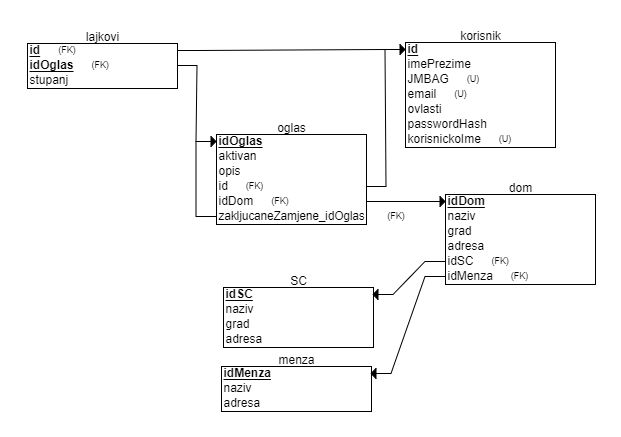 lajkovi
id (FK)
idOglas (FK)
stupanj
korisnik
id
imePrezime
JMBAG (U)
email (U)
ovlasti
passwordHash
korisnickoIme (U)
oglas
idOglas
aktivan
opis
id (FK)
idDom (FK)
zakljucaneZamjene_idOglas (FK)
dom
idDom
naziv
grad
adresa
idSC (FK)
idMenza (FK)
SC
idSC
naziv
grad
adresa
menza
idMenza
naziv
adresa